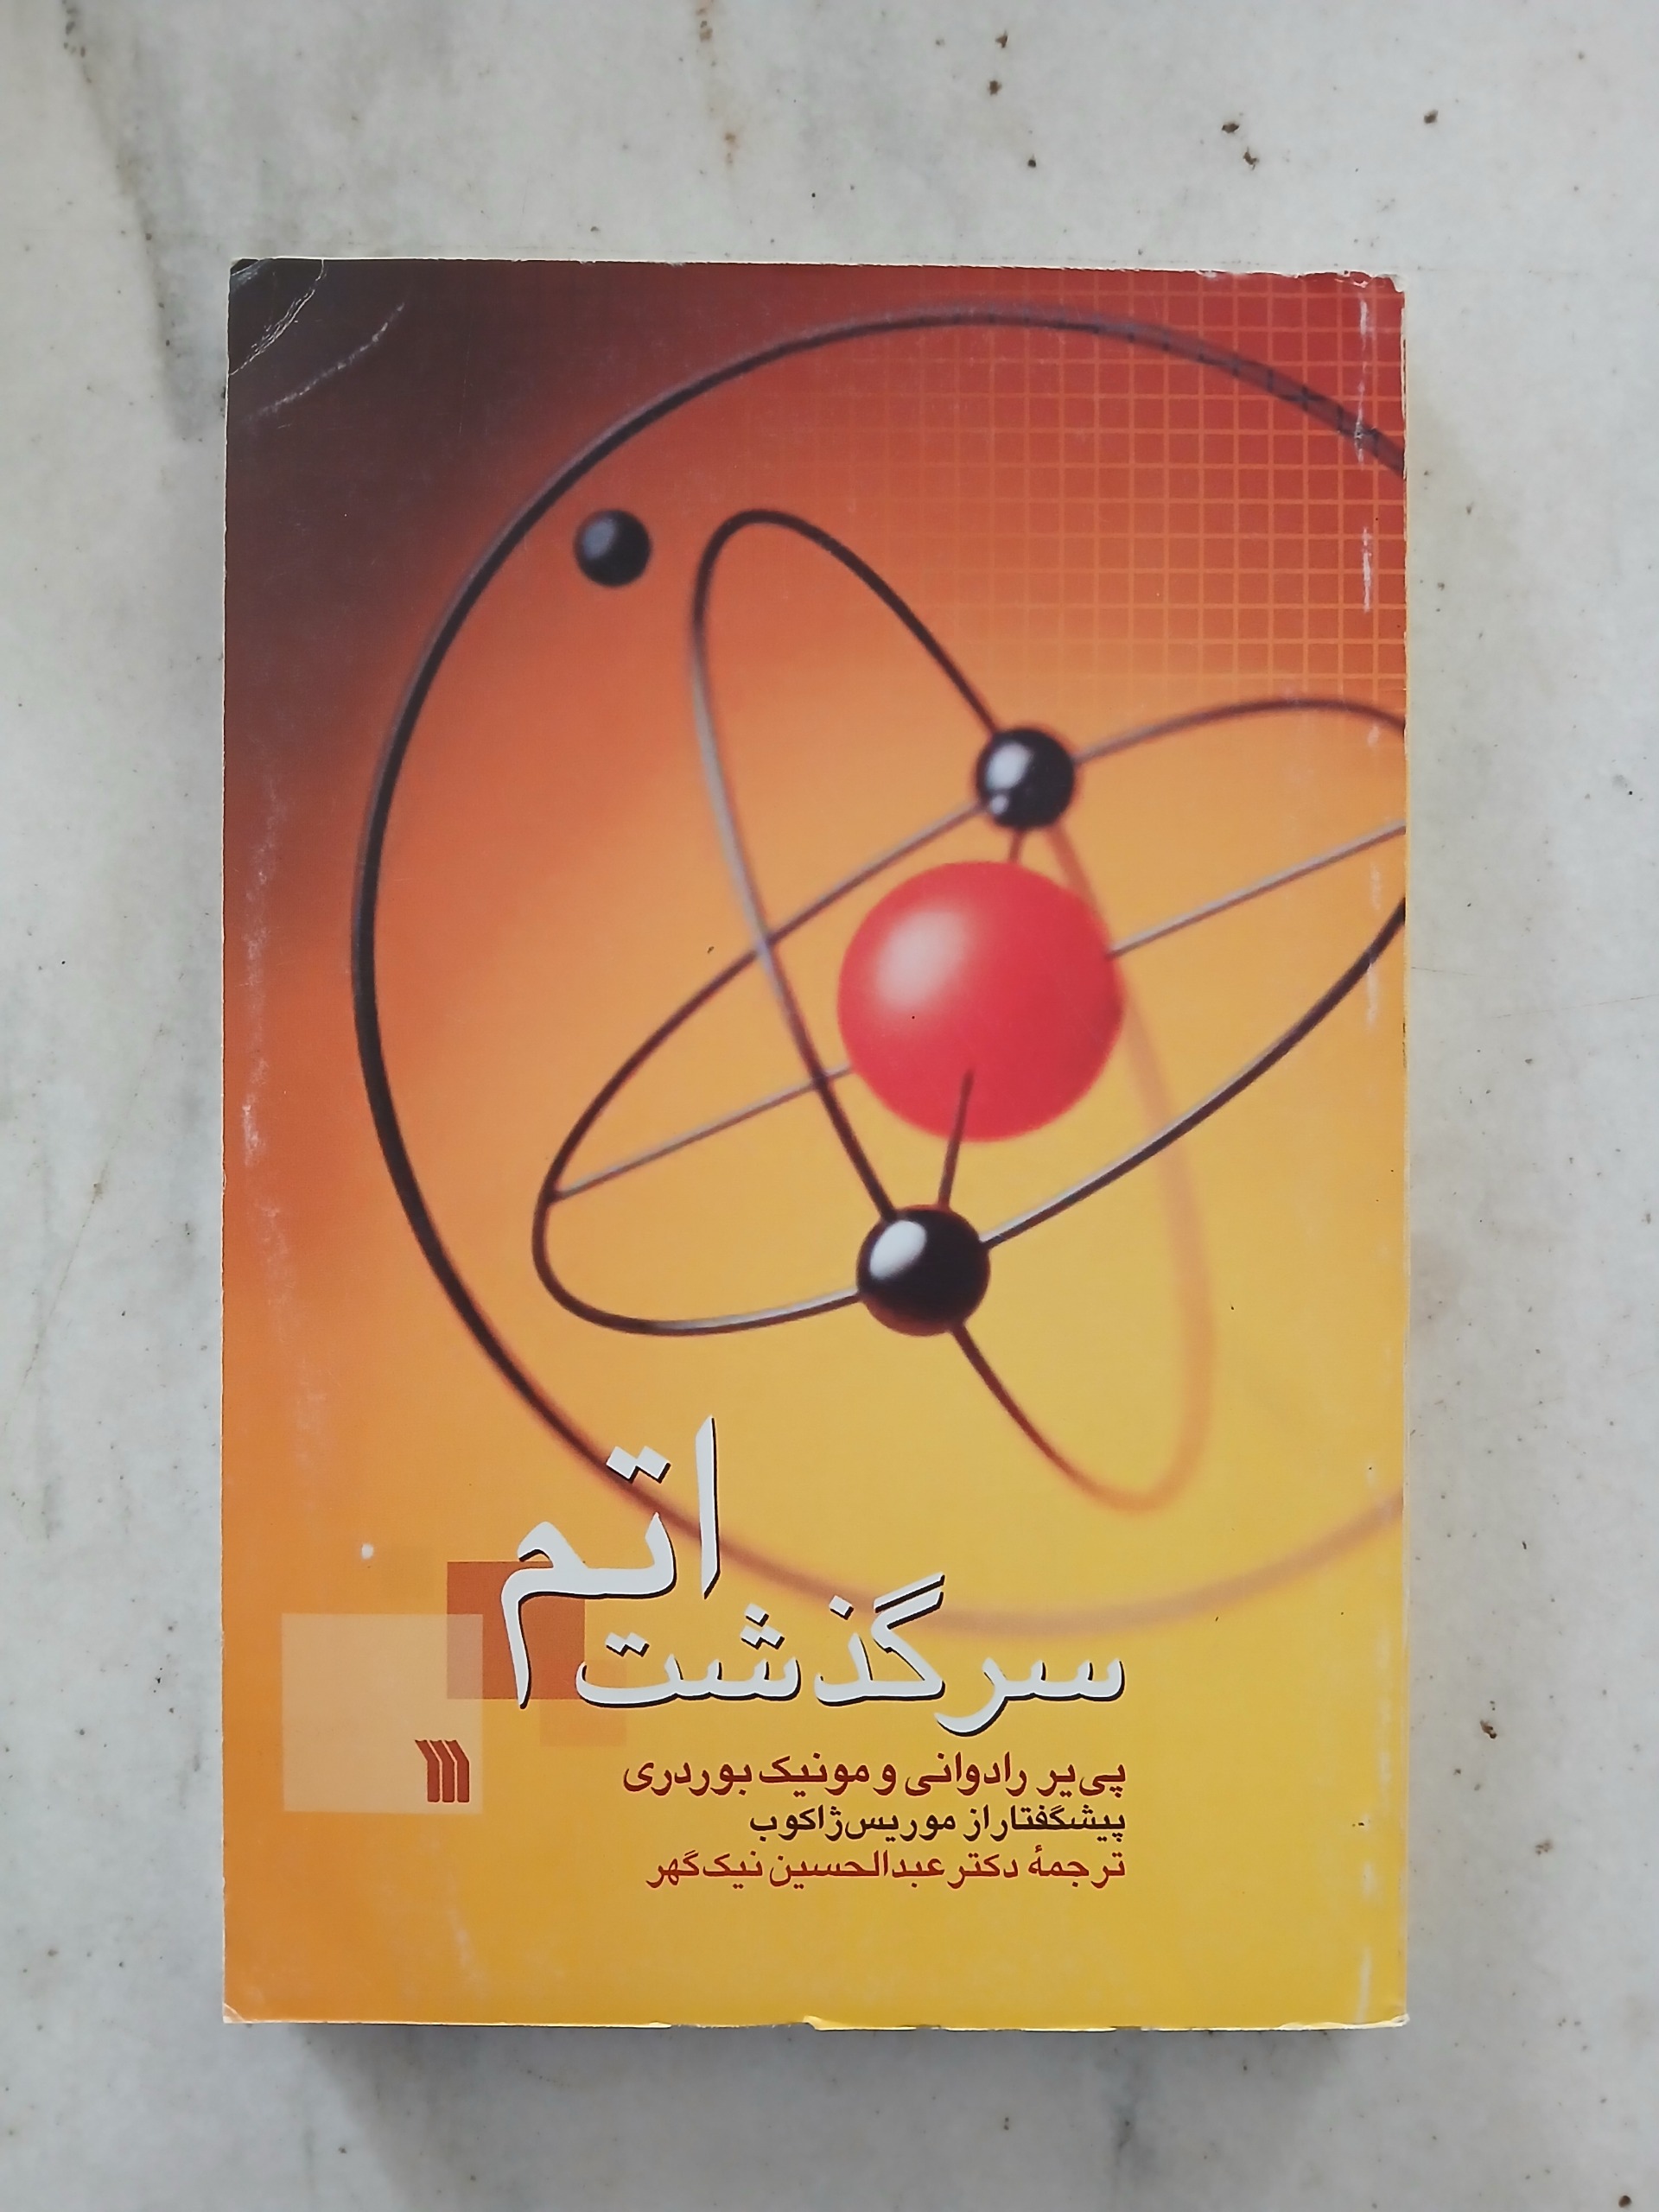 سرگذشت اتم
پی‌یر رادوانی و مونیک بوردری
پیشگفتار از موریس ژاکوب
ترجمهٔ دکتر عبدالحسین نیک‌گهر